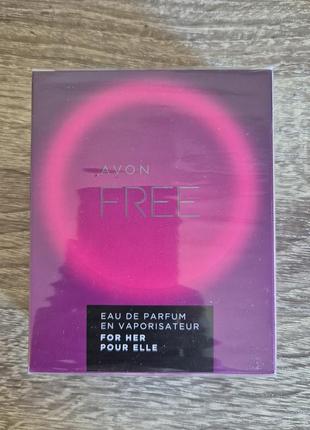 AVON
FREE
EAU DE PARFUM
EN VAPORISATEUR
FOR HER
POUR ELLE